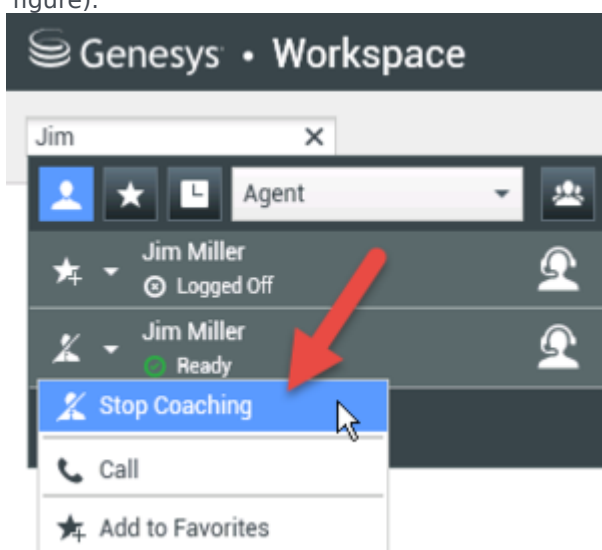 figure).
Genesys • Workspace
Jim
Agent
Jim Miller
Logged Off
Jim Miller
Ready
Stop Coaching
Call
Add to Favorites